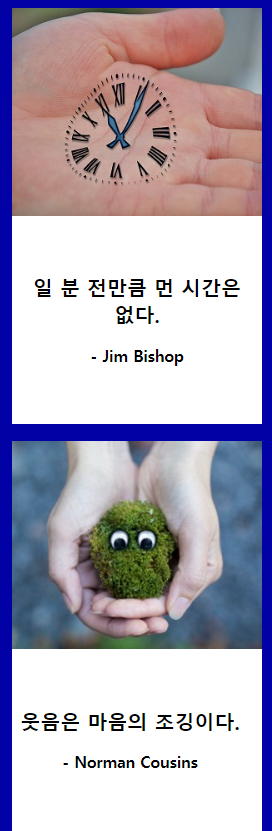 일 분 전만큼 먼 시간은
없다.
- Jim Bishop
웃음은 마음의 조깅이다.
- Norman Cousins